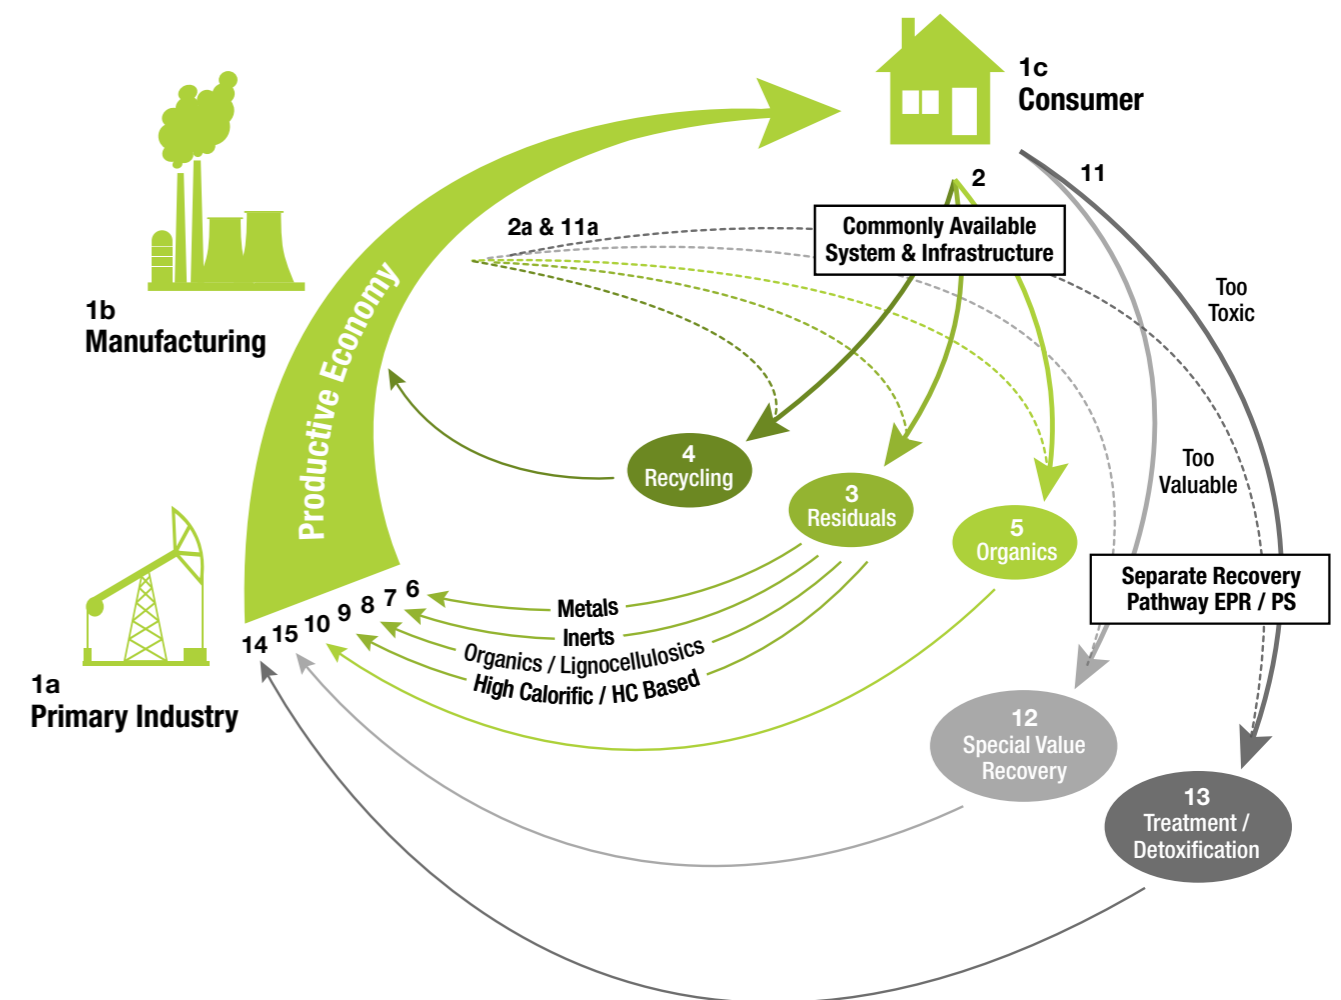 1c
Consumer
2
11
2a & 11a
Commonly Available
System & Infrastructure
Too
Toxic
1b
Manufacturing
Productive Economy
Too
Valuable
4
Recycling
3
Residuals
5
Organics
Separate Recovery
Pathway EPR / PS
6
7
8
9
10
15
14
Metals
Inerts
Organics / Lignocellulosics
High Calorific / HC Based
1a
Primary Industry
12
Special Value
Recovery
13
Treatment /
Detoxification